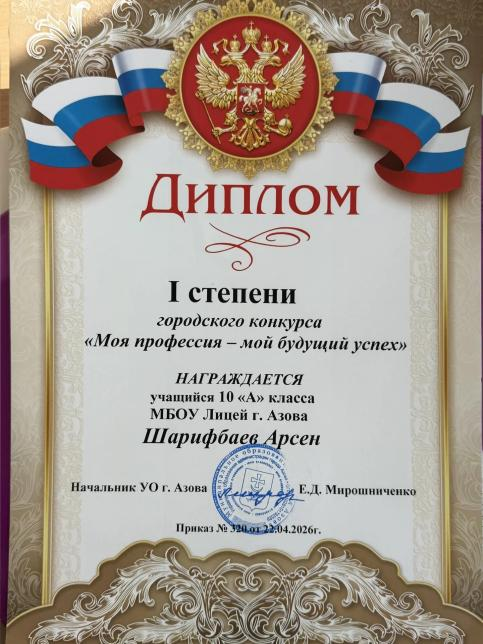 Диплом
I степени
городского конкурса
«Моя профессия – мой будущий успех»
НАГРАЖДАЕТСЯ
учащийся 10 «А» класса
МБОУ Лицей г. Азова
Шарифбаев Арсен
Начальник УО г. Азова Е.Д. Мирошниченко
Приказ № 320 от 22.04.2026г.